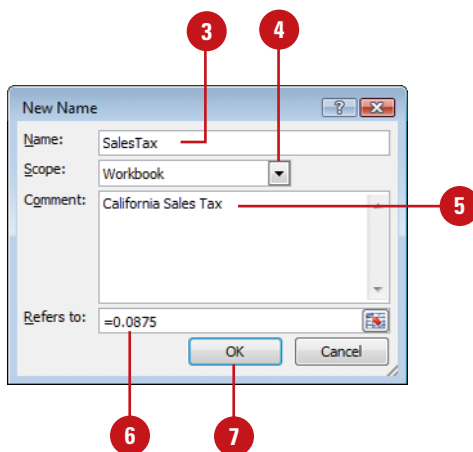 3 4
New Name
Name: SalesTax
Scope: Workbook
Comment: California Sales Tax
5
Refers to: =0.0875
OK Cancel
6 7